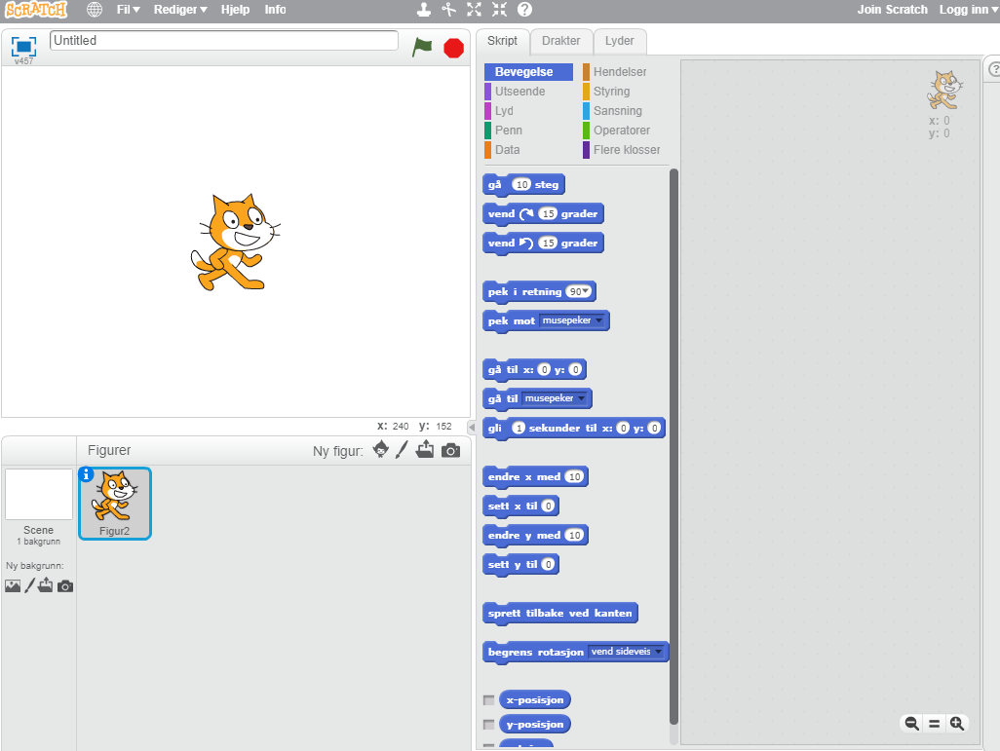 SCRATCH Fil Rediger Hjelp Info Join Scratch Logg inn
v457
Untitled
x: 240 y: 152
Figurer
Ny figur:
Scene
1 bakgrunn
Ny bakgrunn:
Figur2
Skript Drakter Lyder
Bevegelse
Utseende
Lyd
Penn
Data
Hendelser
Styring
Sansning
Operatorer
Flere klosser
gå 10 steg
vend 15 grader
vend 15 grader
pek i retning 90
pek mot musepeker
gå til x: 0 y: 0
gå til musepeker
gli 1 sekunder til x: 0 y: 0
endre x med 10
sett x til 0
endre y med 10
sett y til 0
sprett tilbake ved kanten
begrens rotasjon vend sideveis
x-posisjon
y-posisjon
x: 0
y: 0